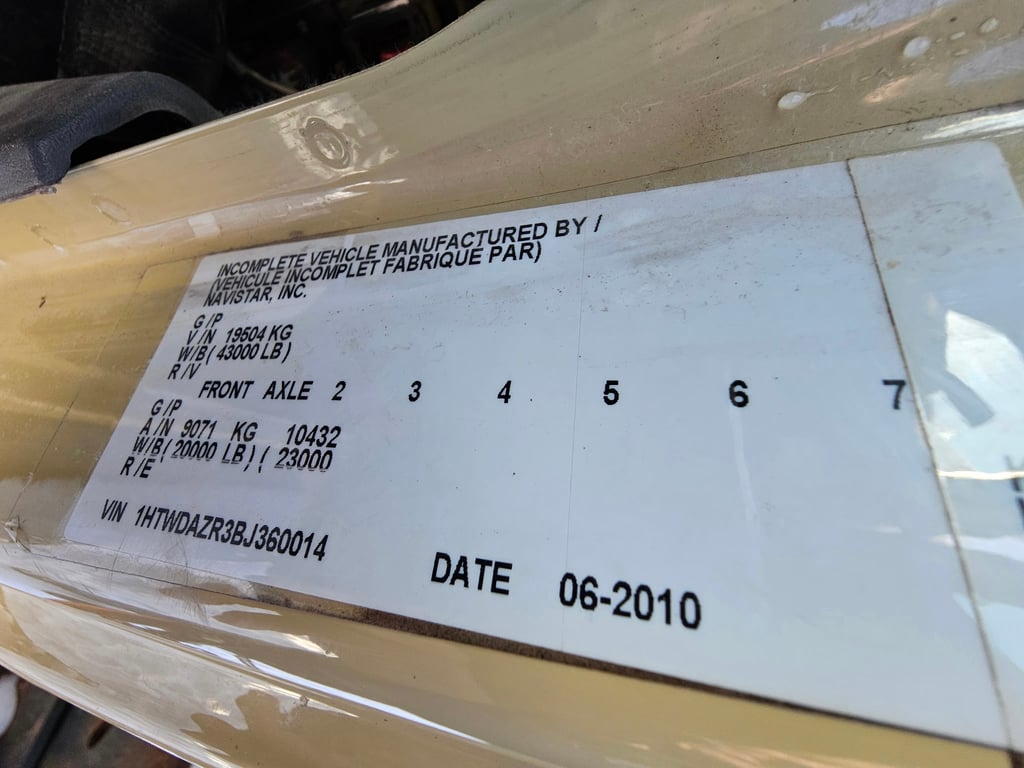 INCOMPLETE VEHICLE MANUFACTURED BY /
(VEHICULE INCOMPLET FABRIQUE PAR)
NAVISTAR, INC.
G /P
V /N 19504 KG
W/B( 43000 LB)
R /V
FRONT AXLE 2 3 4 5 6 7
G /P
A /N 9071 KG 10432
W/B( 20000 LB) ( 23000
R /E
VIN 1HTWDAZR3BJ360014
DATE 06-2010